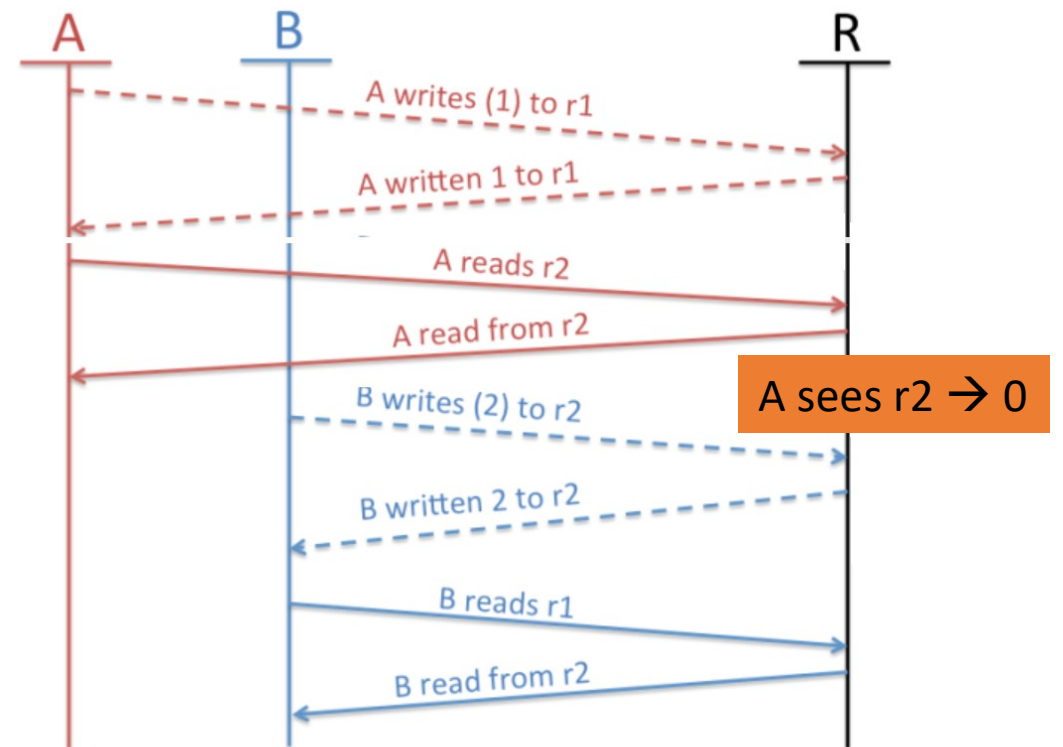 A
B
R
A writes (1) to r1
A written 1 to r1
A reads r2
A read from r2
A sees r2 → 0
B writes (2) to r2
B written 2 to r2
B reads r1
B read from r2